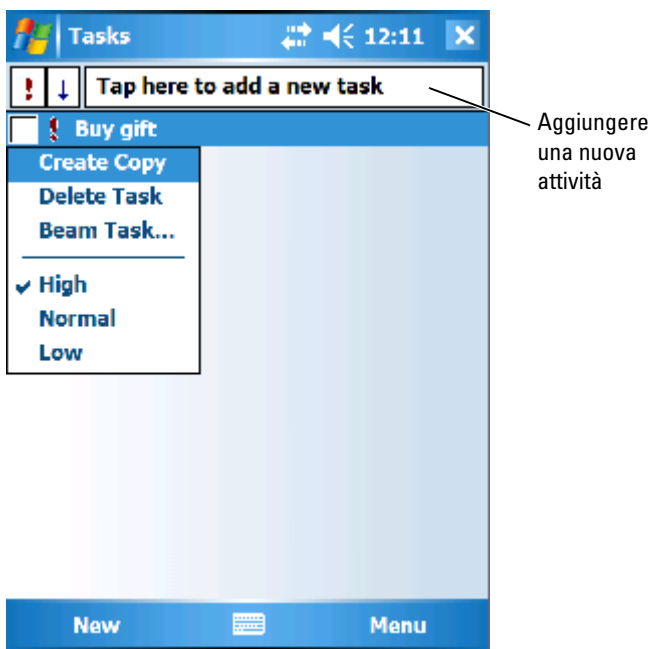 Tasks 12:11
! ↓ Tap here to add a new task
! Buy gift
Create Copy
Delete Task
Beam Task...
High
Normal
Low
New Menu
Aggiungere
una nuova
attività